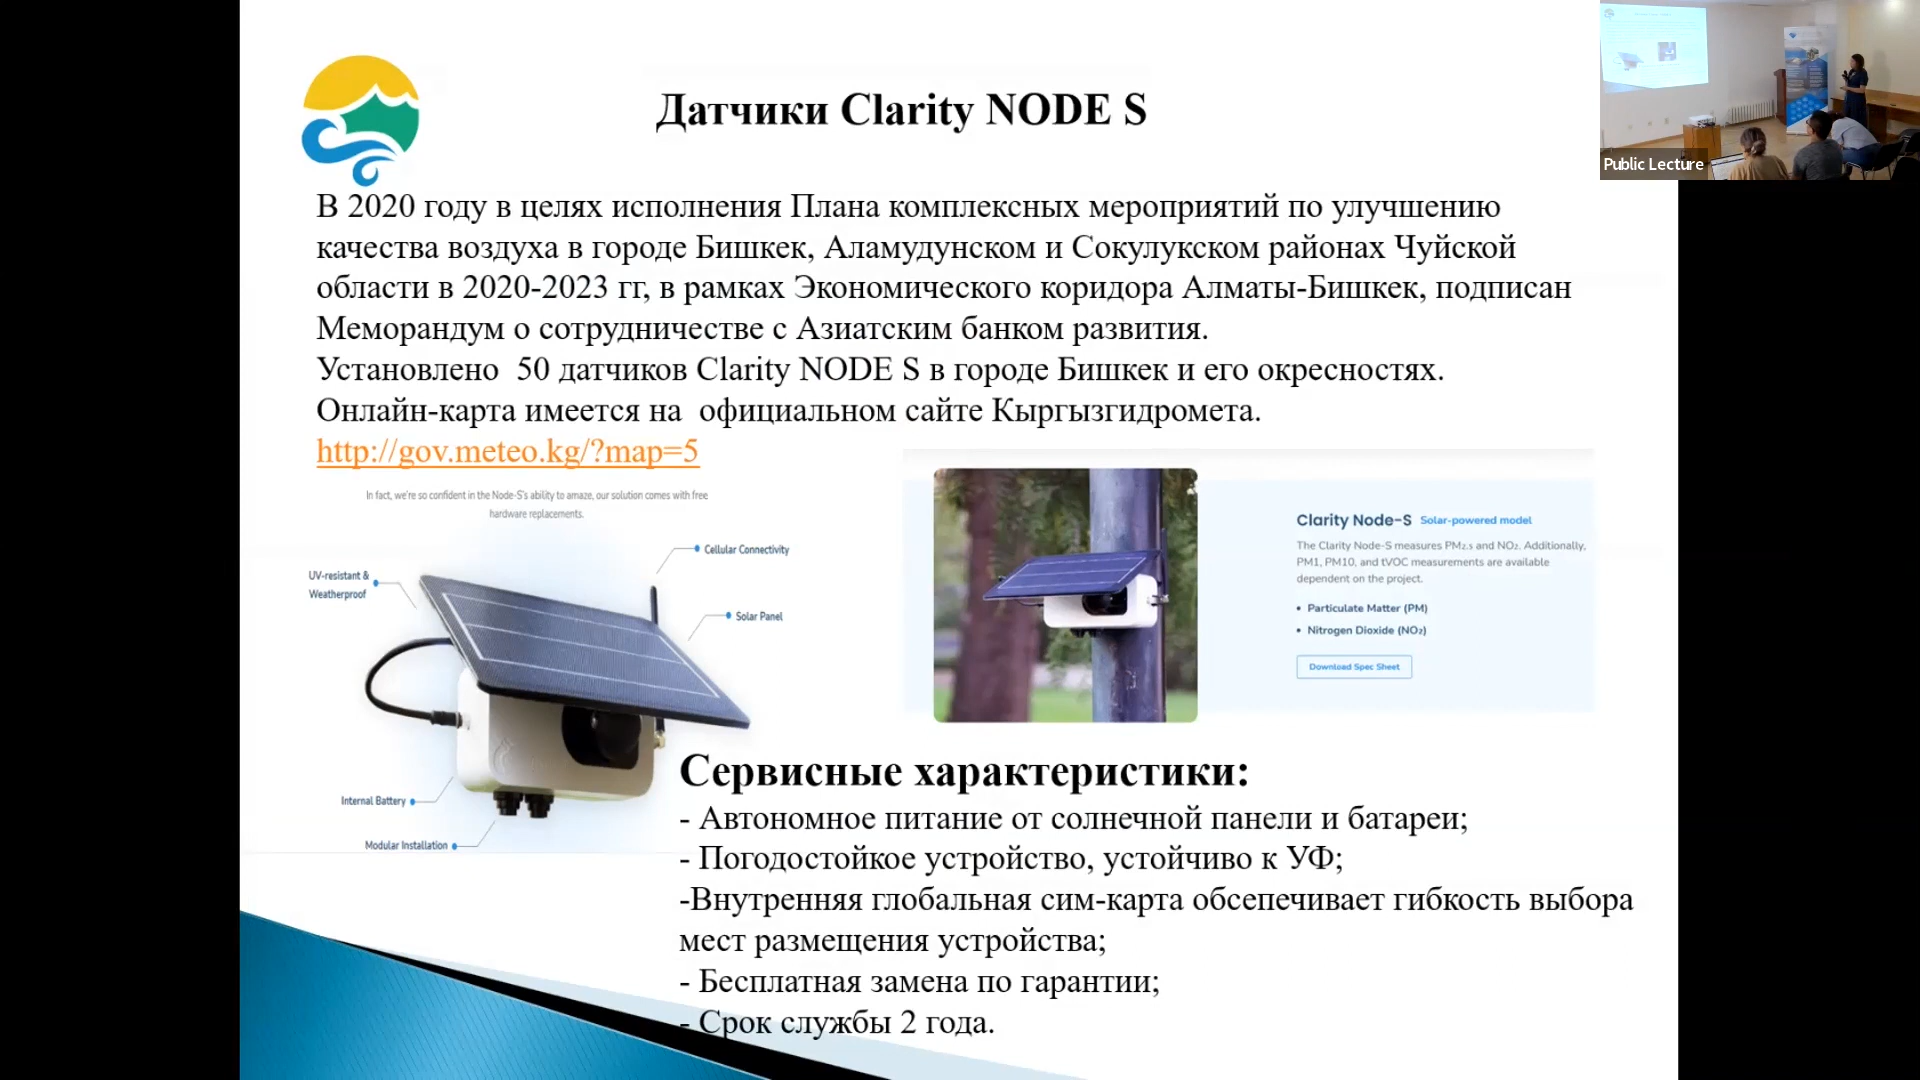 Датчики Clarity NODE S
Public Lecture
В 2020 году в целях исполнения Плана комплексных мероприятий по улучшению
качества воздуха в городе Бишкек, Аламудунском и Сокулукском районах Чуйской
области в 2020-2023 гг, в рамках Экономического коридора Алматы-Бишкек, подписан
Меморандум о сотрудничестве с Азиатским банком развития.
Установлено 50 датчиков Clarity NODE S в городе Бишкек и его окресностях.
Онлайн-карта имеется на официальном сайте Кыргызгидромета.
http://gov.meteo.kg/?map=5
In fact, we're so confident in the Node-S's ability to amaze, our solution comes with free
hardware replacements.
Cellular Connectivity
UV-resistant &
Weatherproof
Solar Panel
Internal Battery
Modular Installation
Clarity Node-S Solar-powered model
The Clarity Node-S measures PM2.5 and NO2. Additionally,
PM1, PM10, and tVOC measurements are available
dependent on the project.
• Particulate Matter (PM)
• Nitrogen Dioxide (NO2)
Download Spec Sheet
Сервисные характеристики:
- Автономное питание от солнечной панели и батареи;
- Погодостойкое устройство, устойчиво к УФ;
-Внутренняя глобальная сим-карта обсепечивает гибкость выбора
мест размещения устройства;
- Бесплатная замена по гарантии;
- Срок службы 2 года.